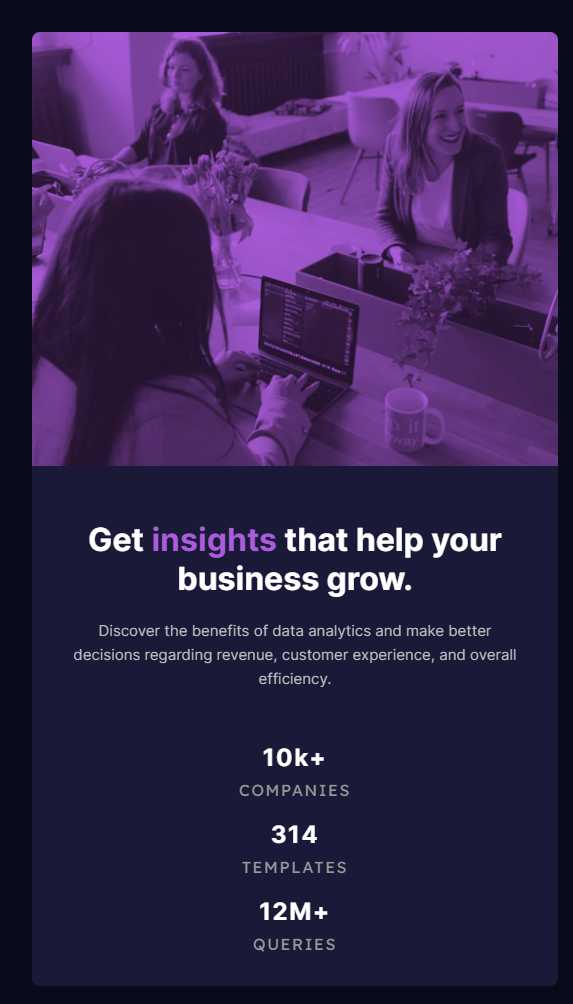 Get insights that help your
business grow.
Discover the benefits of data analytics and make better
decisions regarding revenue, customer experience, and overall
efficiency.
10k+
COMPANIES
314
TEMPLATES
12M+
QUERIES